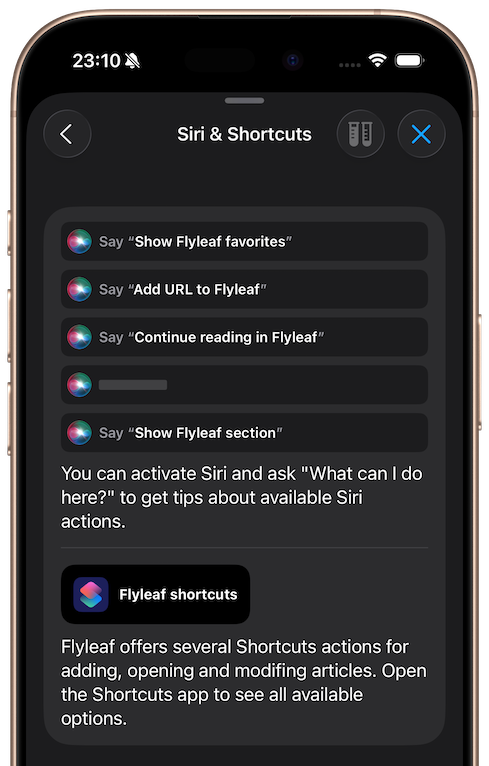 23:10
Siri & Shortcuts
Say “Show Flyleaf favorites”
Say “Add URL to Flyleaf”
Say “Continue reading in Flyleaf”
Say “Show Flyleaf section”
You can activate Siri and ask "What can I do
here?" to get tips about available Siri
actions.
Flyleaf shortcuts
Flyleaf offers several Shortcuts actions for
adding, opening and modifing articles. Open
the Shortcuts app to see all available
options.